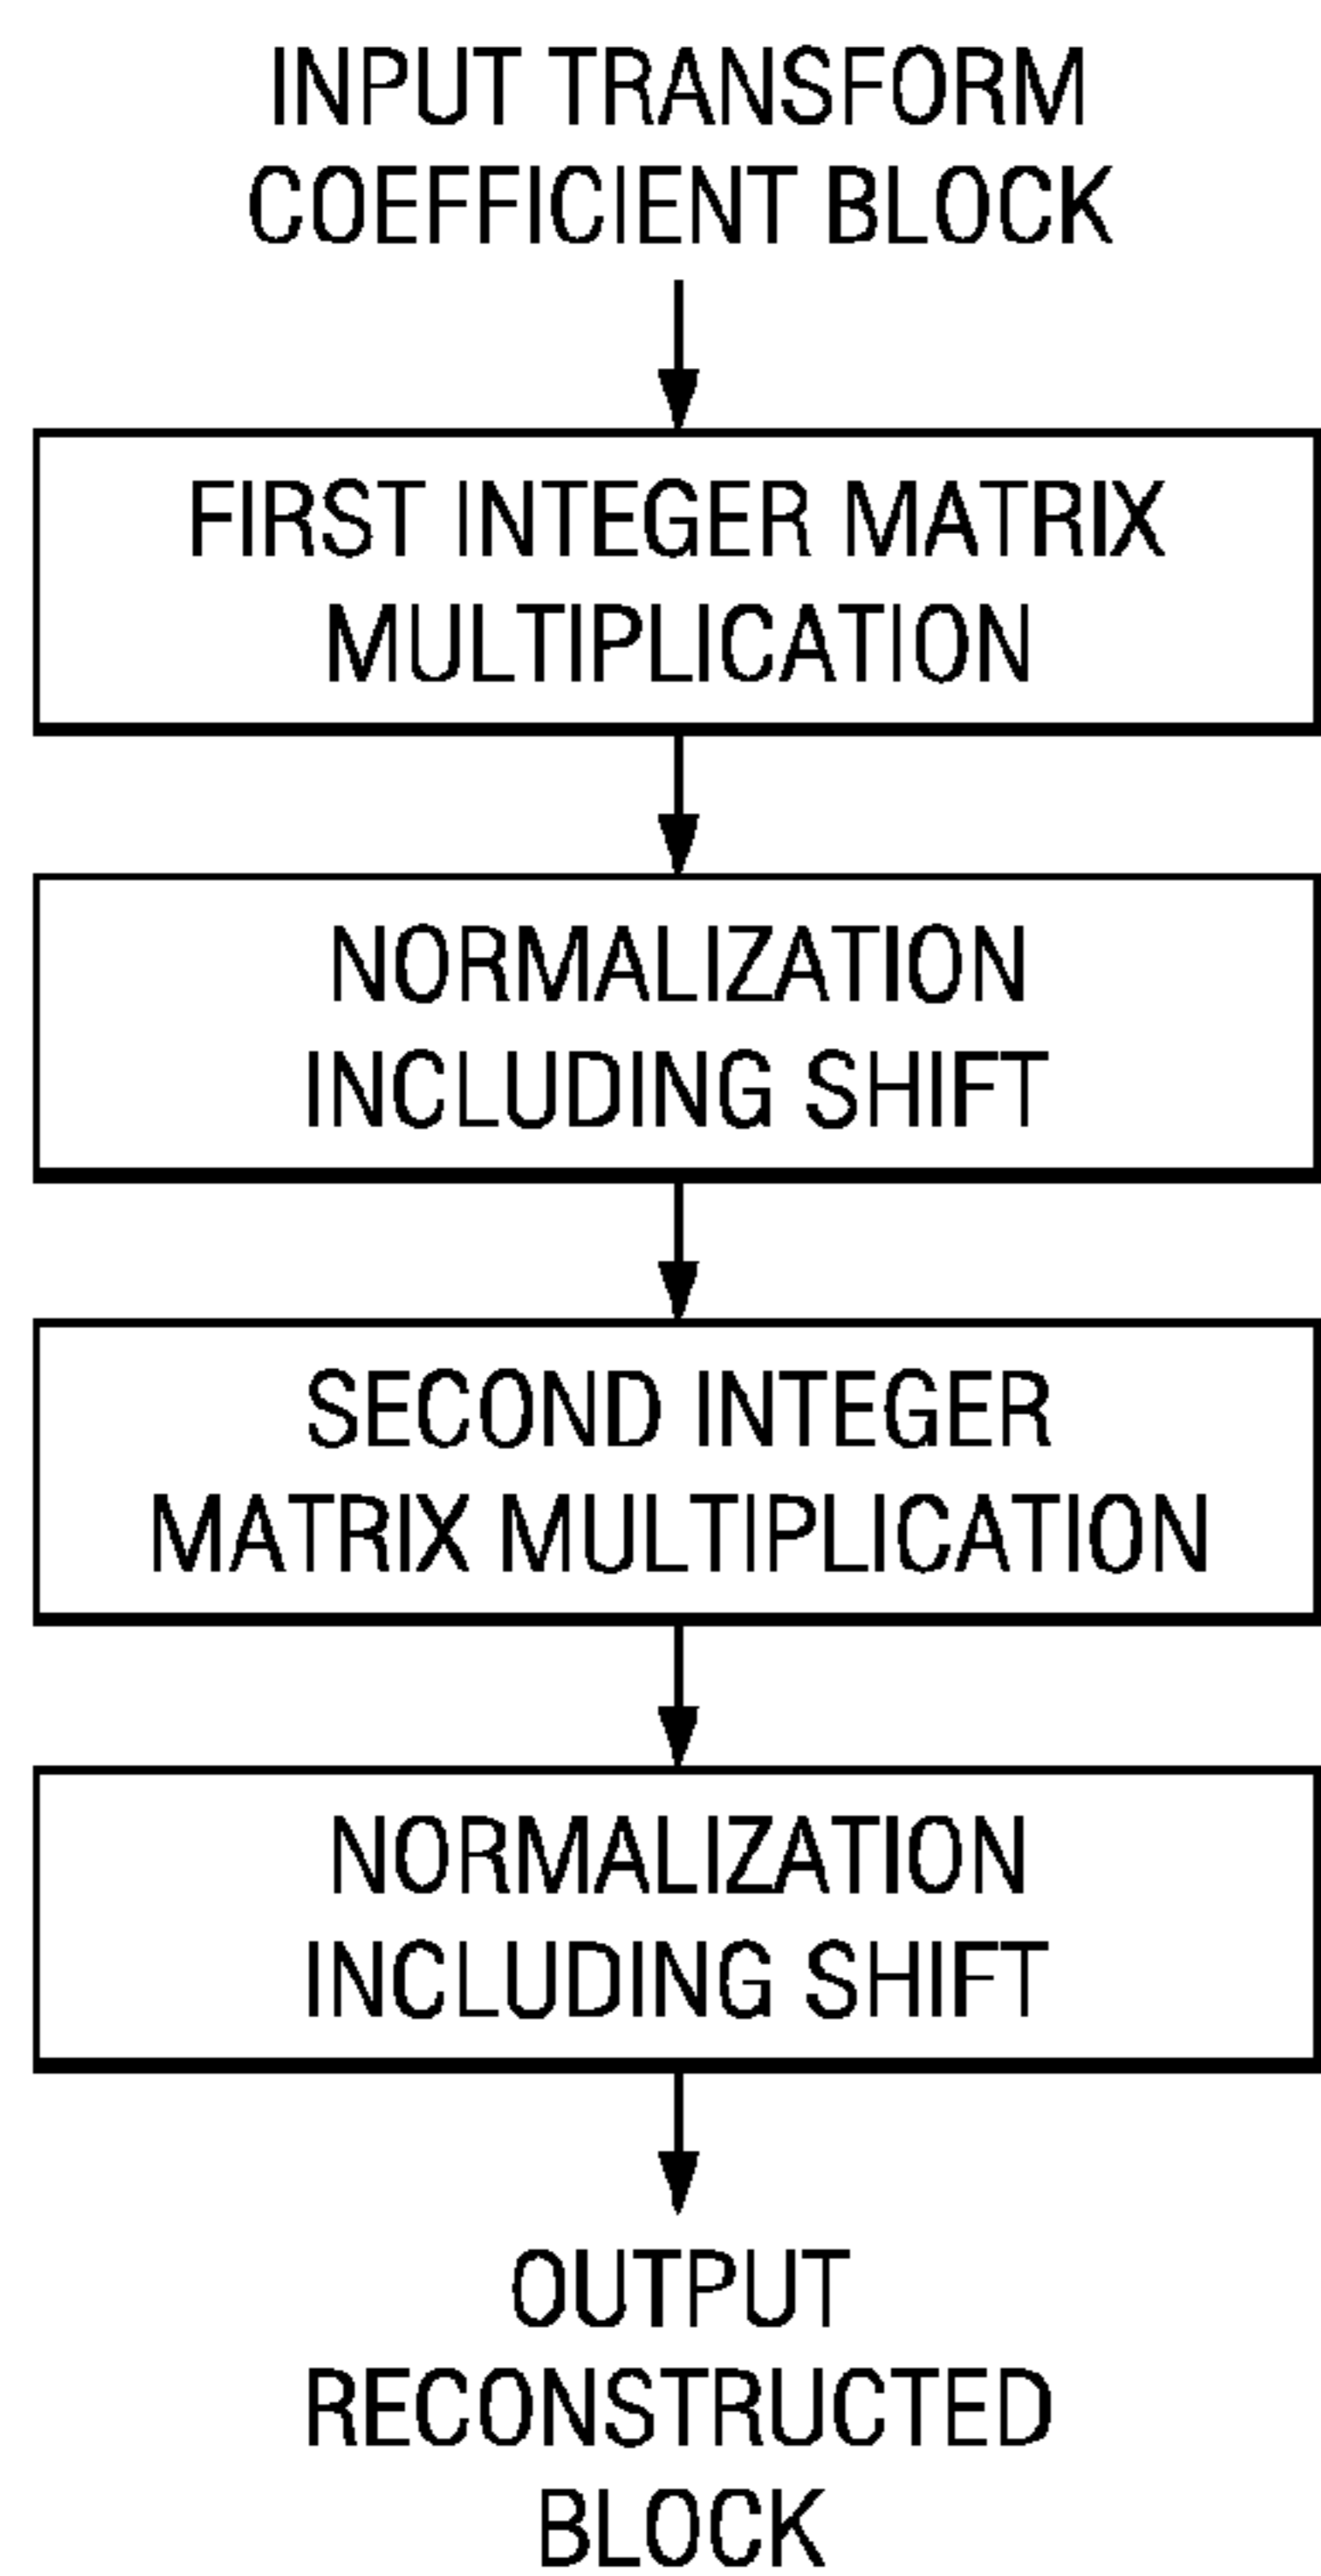 INPUT TRANSFORM
COEFFICIENT BLOCK
FIRST INTEGER MATRIX
MULTIPLICATION
NORMALIZATION
INCLUDING SHIFT
SECOND INTEGER
MATRIX MULTIPLICATION
NORMALIZATION
INCLUDING SHIFT
OUTPUT
RECONSTRUCTED
BLOCK